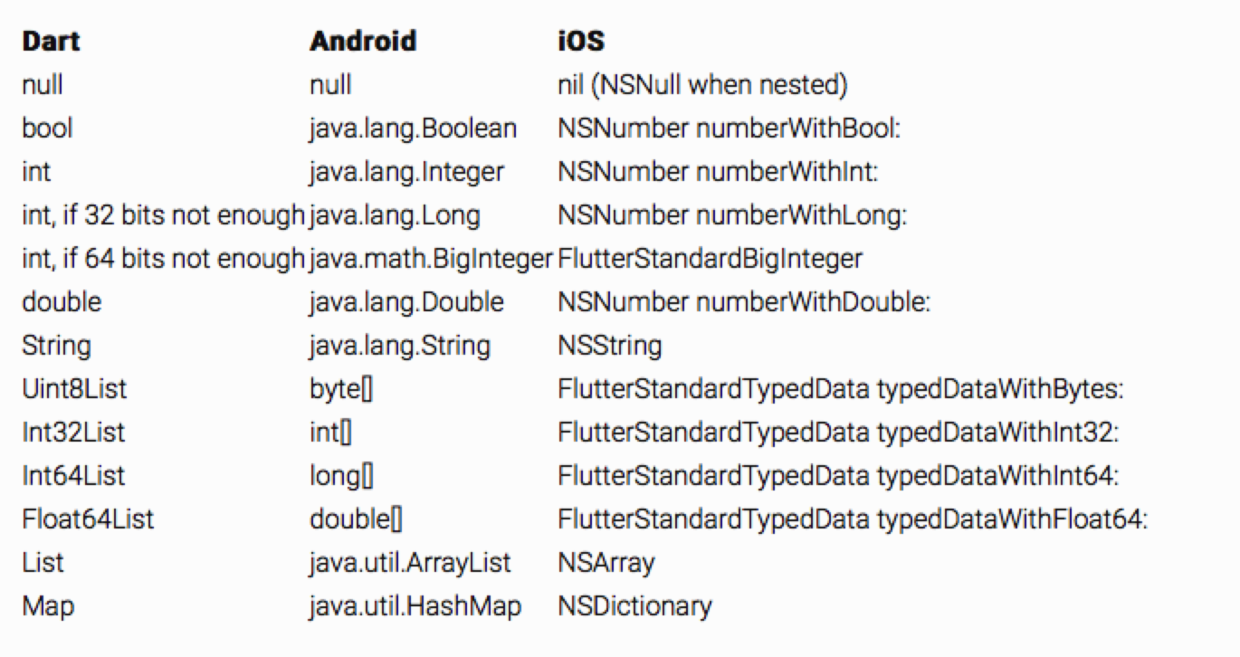 Dart Android iOS
null null nil (NSNull when nested)
bool java.lang.Boolean NSNumber numberWithBool:
int java.lang.Integer NSNumber numberWithInt:
int, if 32 bits not enough java.lang.Long NSNumber numberWithLong:
int, if 64 bits not enough java.math.BigInteger FlutterStandardBigInteger
double java.lang.Double NSNumber numberWithDouble:
String java.lang.String NSString
Uint8List byte[] FlutterStandardTypedData typedDataWithBytes:
Int32List int[] FlutterStandardTypedData typedDataWithInt32:
Int64List long[] FlutterStandardTypedData typedDataWithInt64:
Float64List double[] FlutterStandardTypedData typedDataWithFloat64:
List java.util.ArrayList NSArray
Map java.util.HashMap NSDictionary